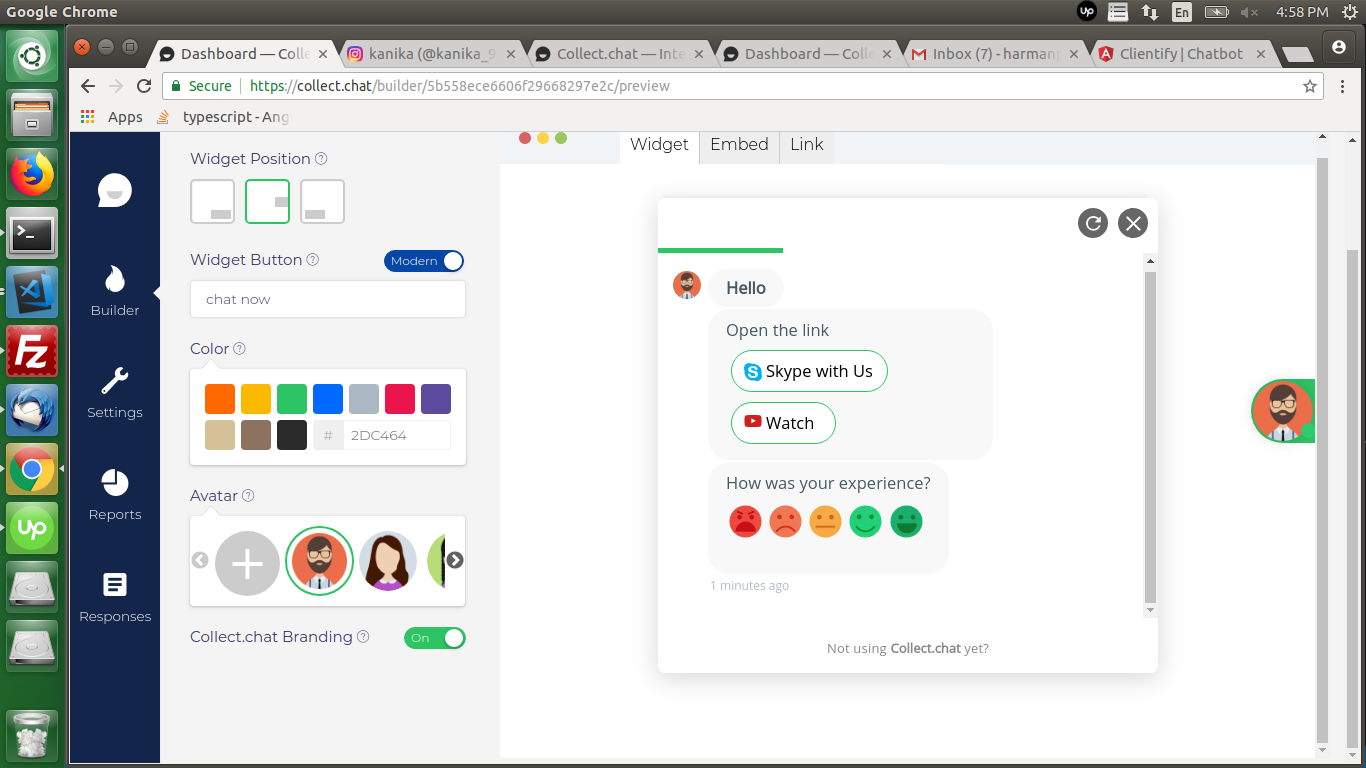 Google Chrome
Up
En
4:58 PM
Dashboard — Colle
kanika (@kanika_9
Collect.chat — Inte
Dashboard — Colle
Inbox (7) - harman
Clientify | Chatbot
Secure
https://collect.chat/builder/5b558ece6606f29668297e2c/preview
Apps
typescript - Ang
Builder
Settings
Reports
Responses
Widget Position ?
Widget Button ?
Modern
chat now
Color ?
# 2DC464
Avatar ?
Collect.chat Branding ?
On
Widget
Embed
Link
Hello
Open the link
Skype with Us
Watch
How was your experience?
1 minutes ago
Not using Collect.chat yet?
Fz
up